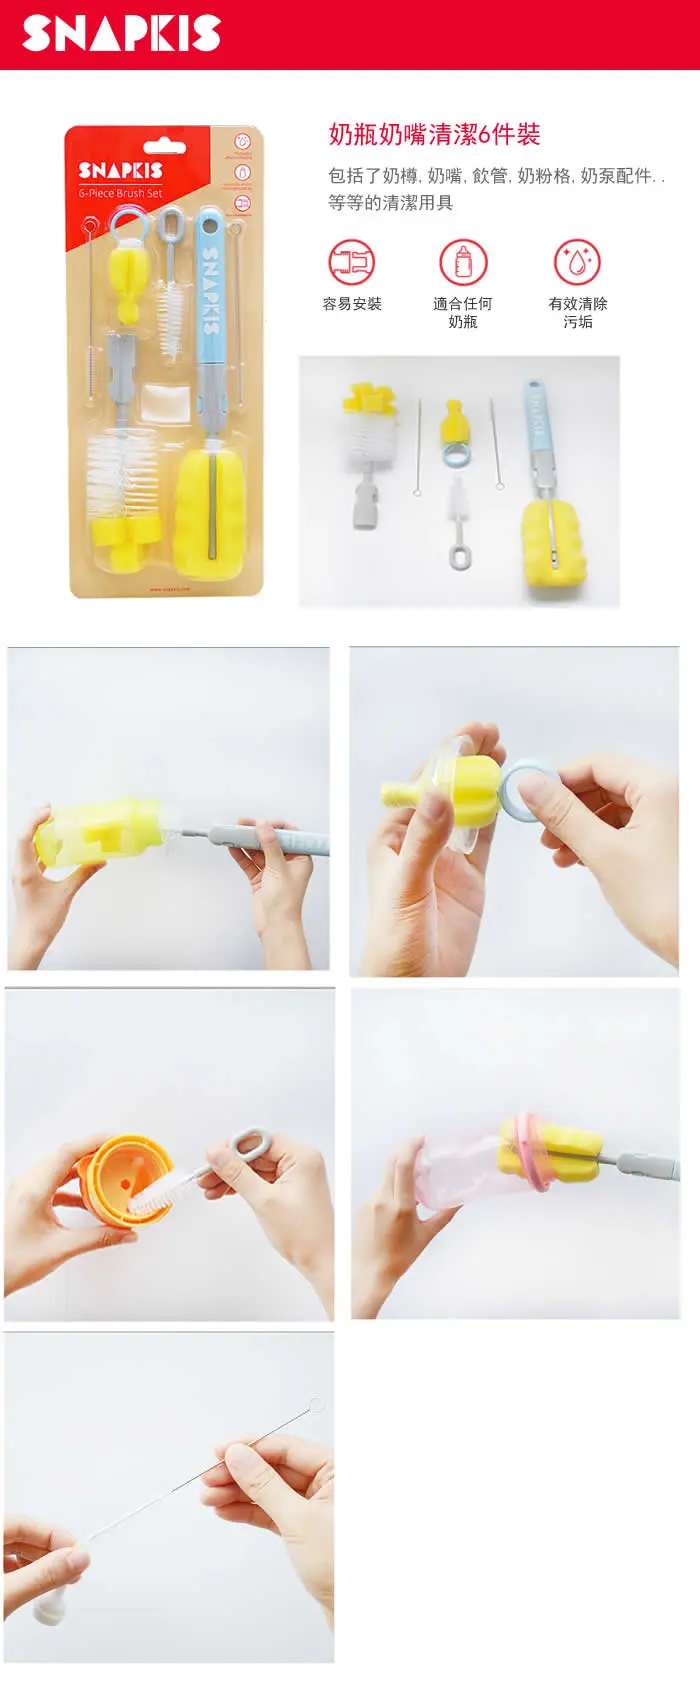 SNAPKIS
SNAPKIS
6-Piece Brush Set
SNAPKIS
奶瓶奶嘴清潔6件裝
包括了奶樽, 奶嘴, 飲管, 奶粉格, 奶泵配件. .
等等的清潔用具
容易安裝
適合任何
奶瓶
有效清除
污垢
SNAPKIS